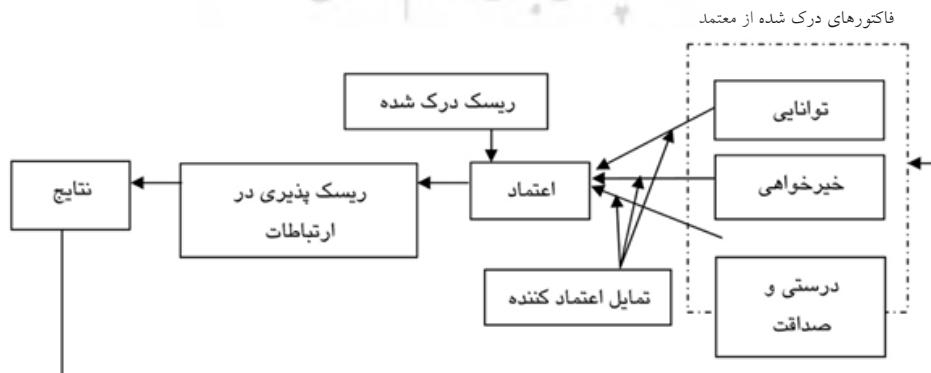 فاکتورهای درک شده از معتمد
توانایی
ریسک درک شده
خیرخواهی
اعتماد
ریسک پذیری در
ارتباطات
نتایج
تمایل اعتماد کننده
درستی و
صداقت